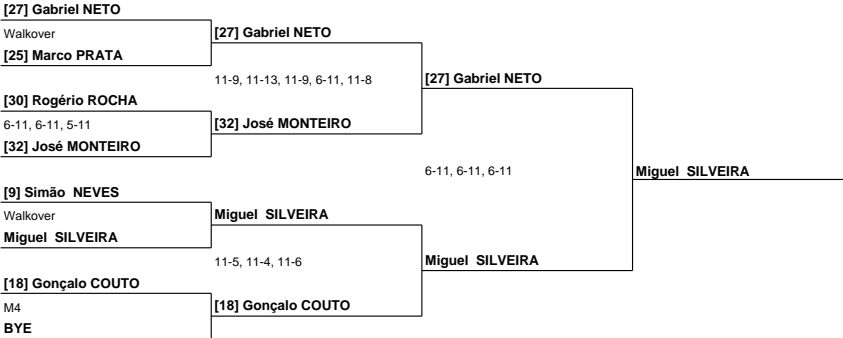 [27] Gabriel NETO
Walkover
[25] Marco PRATA
[27] Gabriel NETO
11-9, 11-13, 11-9, 6-11, 11-8
[30] Rogério ROCHA
6-11, 6-11, 5-11
[32] José MONTEIRO
[32] José MONTEIRO
[27] Gabriel NETO
6-11, 6-11, 6-11
Miguel SILVEIRA
[9] Simão NEVES
Walkover
Miguel SILVEIRA
Miguel SILVEIRA
11-5, 11-4, 11-6
Miguel SILVEIRA
[18] Gonçalo COUTO
M4
BYE
[18] Gonçalo COUTO